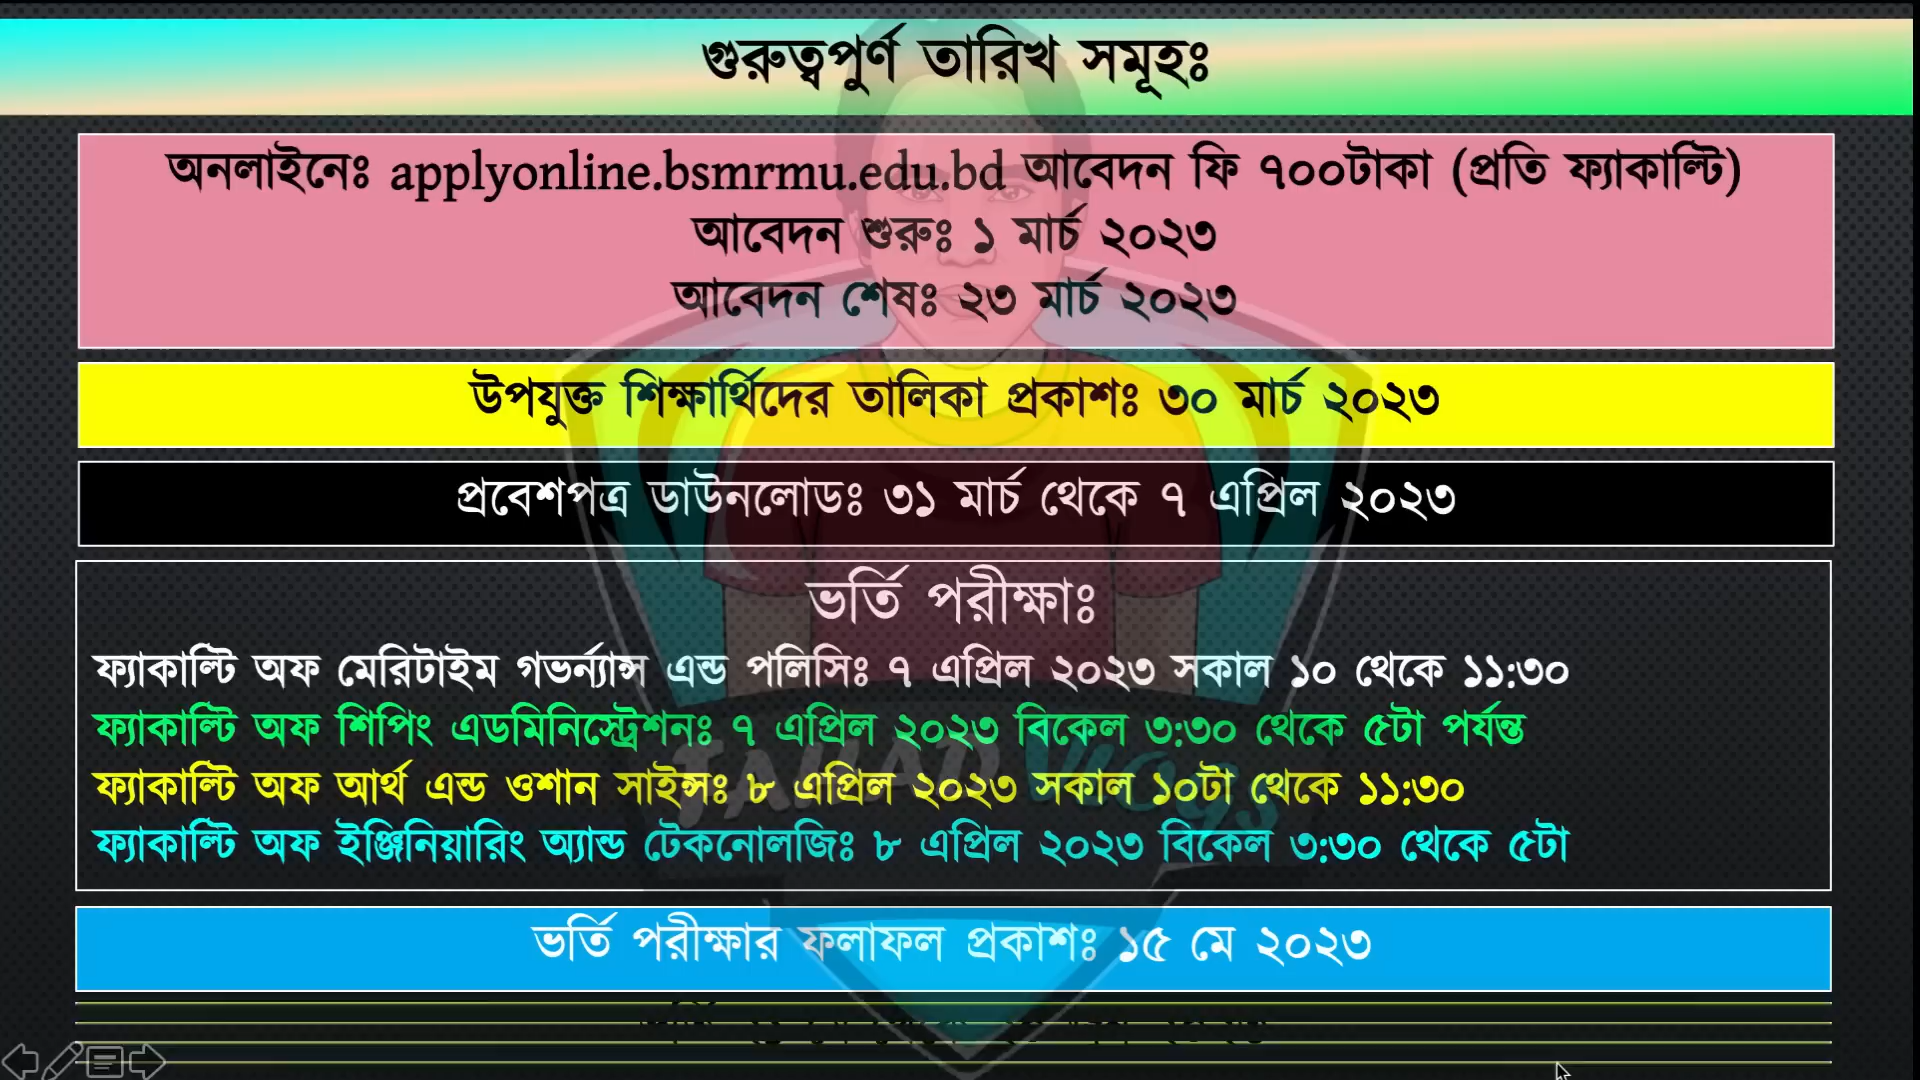 গুরুত্বপুর্ণ তারিখ সমূহঃ
অনলাইনেঃ applyonline.bsmrmu.edu.bd আবেদন ফি ৭০০টাকা (প্রতি ফ্যাকাল্টি)
আবেদন শুরুঃ ১ মার্চ ২০২৩
আবেদন শেষঃ ২৩ মার্চ ২০২৩
উপযুক্ত শিক্ষার্থিদের তালিকা প্রকাশঃ ৩০ মার্চ ২০২৩
প্রবেশপত্র ডাউনলোডঃ ৩১ মার্চ থেকে ৭ এপ্রিল ২০২৩
ভর্তি পরীক্ষাঃ
ফ্যাকাল্টি অফ মেরিটাইম গভর্ন্যান্স এন্ড পলিসিঃ ৭ এপ্রিল ২০২৩ সকাল ১০ থেকে ১১:৩০
ফ্যাকাল্টি অফ শিপিং এডমিনিস্ট্রেশনঃ ৭ এপ্রিল ২০২৩ বিকেল ৩:৩০ থেকে ৫টা পর্যন্ত
ফ্যাকাল্টি অফ আর্থ এন্ড ওশান সাইন্সঃ ৮ এপ্রিল ২০২৩ সকাল ১০টা থেকে ১১:৩০
ফ্যাকাল্টি অফ ইঞ্জিনিয়ারিং অ্যান্ড টেকনোলজিঃ ৮ এপ্রিল ২০২৩ বিকেল ৩:৩০ থেকে ৫টা
ভর্তি পরীক্ষার ফলাফল প্রকাশঃ ১৫ মে ২০২৩